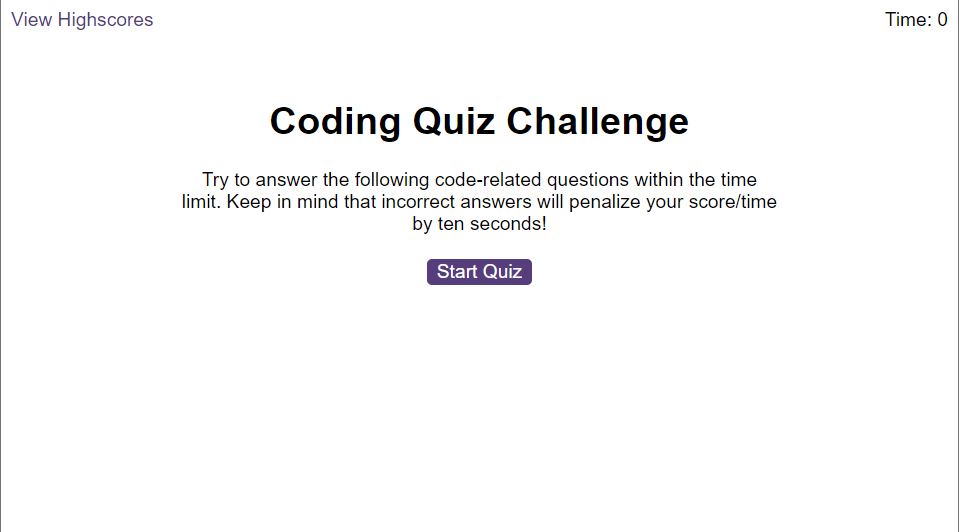 View Highscores
Time: 0
Coding Quiz Challenge
Try to answer the following code-related questions within the time
limit. Keep in mind that incorrect answers will penalize your score/time
by ten seconds!
Start Quiz